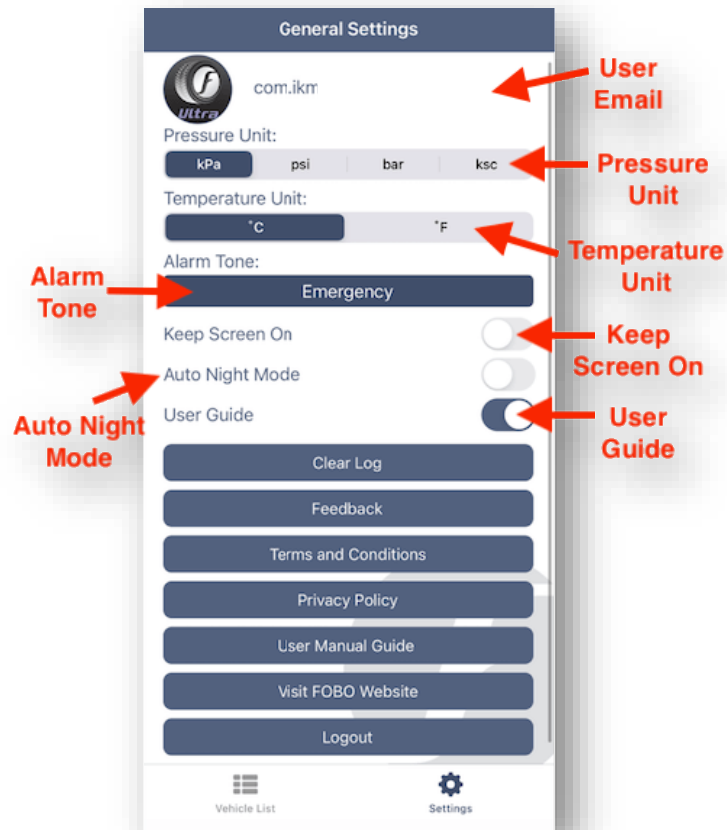 General Settings
Ultra
com.ikm
User
Email
Pressure Unit:
kPa psi bar ksc
Pressure
Unit
Temperature Unit:
°C °F
Temperature
Unit
Alarm Tone:
Alarm
Tone
Emergency
Keep Screen On
Keep
Screen On
Auto Night Mode
Auto Night
Mode
User Guide
User
Guide
Clear Log
Feedback
Terms and Conditions
Privacy Policy
User Manual Guide
Visit FOBO Website
Logout
Vehicle List
Settings